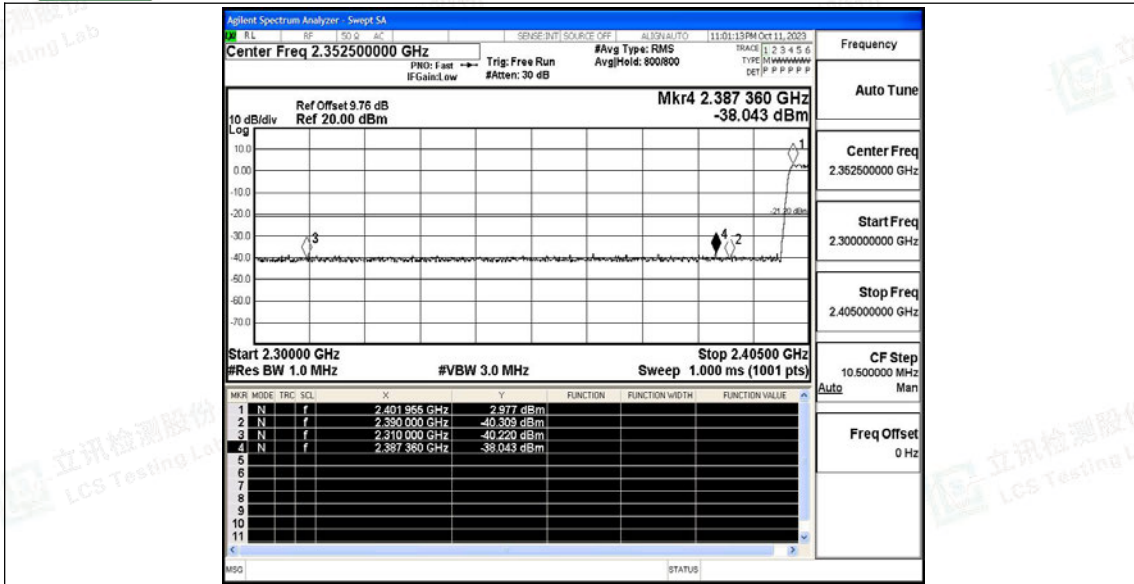 Agilent Spectrum Analyzer - Swept SA
RL RF 50 Ω AC SENSE:INT SOURCE OFF ALIGNAUTO 11:01:13PM Oct 11, 2023
Center Freq 2.352500000 GHz #Avg Type: RMS TRACE 1 2 3 4 5 6
PNO: Fast Trig: Free Run Avg|Hold: 800/800 TYPE M
IFGain:Low #Atten: 30 dB DET P P P P P P
Frequency
Auto Tune
Mkr4 2.387 360 GHz
Ref Offset 9.76 dB
10 dB/div Ref 20.00 dBm -38.043 dBm
Log
10.0
0.00
-10.0
-20.0
-30.0
-40.0
-50.0
-60.0
-70.0
1
-21.20 dBm
3
4
2
Start 2.30000 GHz Stop 2.40500 GHz
#Res BW 1.0 MHz #VBW 3.0 MHz Sweep 1.000 ms (1001 pts)
Center Freq
2.352500000 GHz
Start Freq
2.300000000 GHz
Stop Freq
2.405000000 GHz
CF Step
10.500000 MHz
Auto Man
Freq Offset
0 Hz
MKR MODE TRC SCL X Y FUNCTION FUNCTION WIDTH FUNCTION VALUE
1 N f 2.401 955 GHz 2.977 dBm
2 N f 2.390 000 GHz -40.309 dBm
3 N f 2.310 000 GHz -40.220 dBm
4 N f 2.387 360 GHz -38.043 dBm
5
6
7
8
9
10
11
MSG STATUS
立讯检测股份
LCS Testing Lab
立讯检测股份